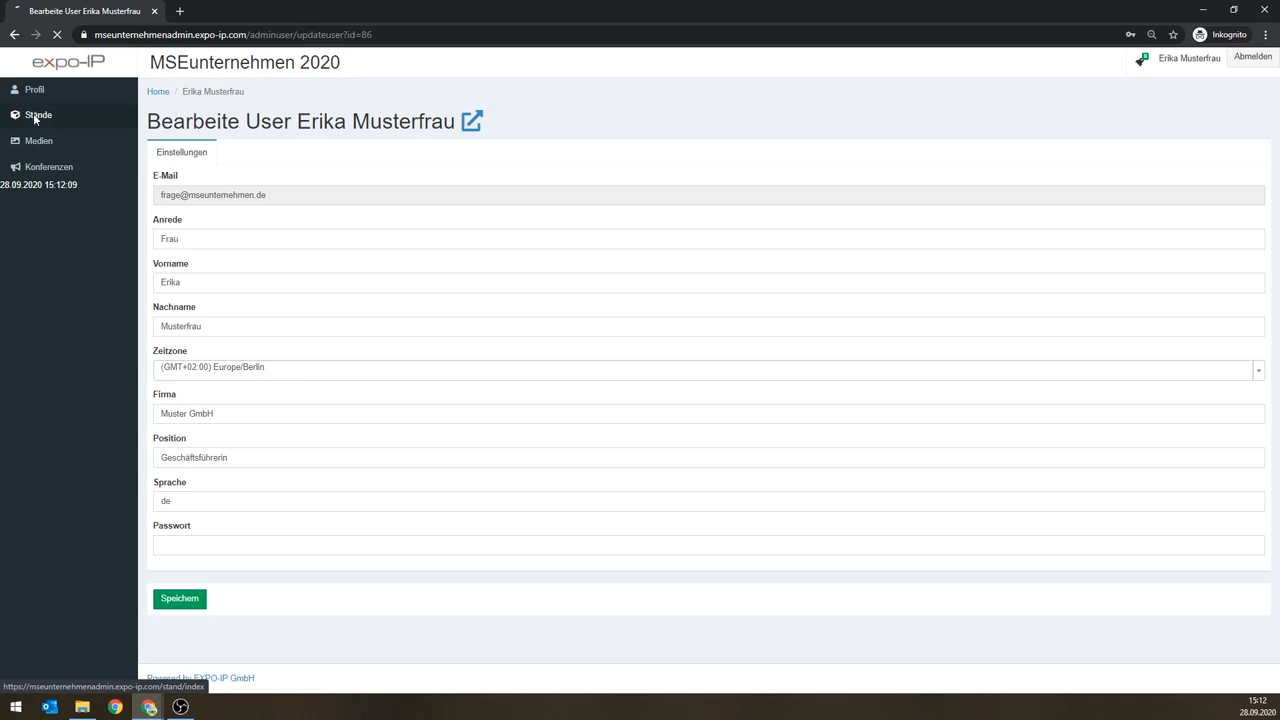 Bearbeite User Erika Musterfrau
mseunternehmenadmin.expo-ip.com/adminuser/updateuser?id=86
Inkognito
expo-IP
MSEunternehmen 2020
Erika Musterfrau
Abmelden
Profil
Stände
Medien
Konferenzen
28.09.2020 15:12:09
Home / Erika Musterfrau
Bearbeite User Erika Musterfrau
Einstellungen
E-Mail
frage@mseunternehmen.de
Anrede
Frau
Vorname
Erika
Nachname
Musterfrau
Zeitzone
(GMT+02:00) Europe/Berlin
Firma
Muster GmbH
Position
Geschäftsführerin
Sprache
de
Passwort
Speichern
Powered by EXPO-IP GmbH
https://mseunternehmenadmin.expo-ip.com/stand/index
15:12
28.09.2020